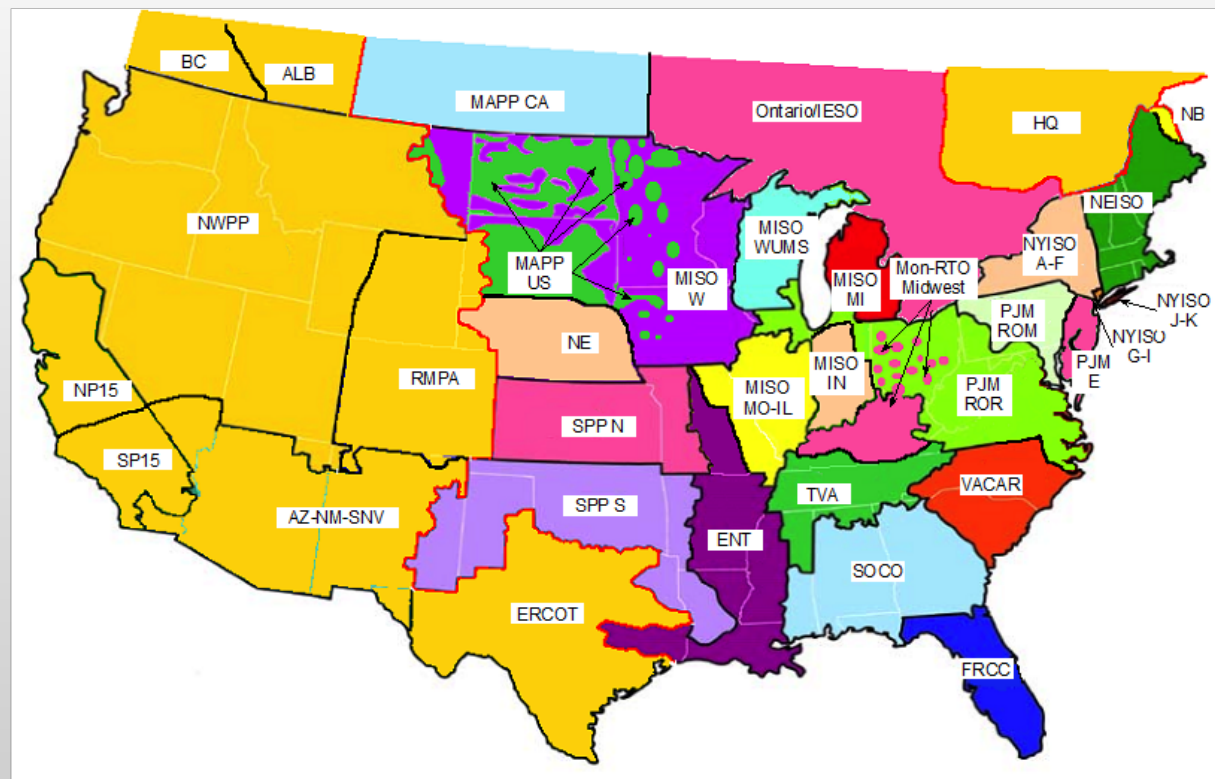 BC
ALB
MAPP CA
Ontario/IESO
HQ
NB
NWPP
MAPP
US
MISO
W
MISO
WUMS
MISO
MI
Mon-RTO
Midwest
NYISO
A-F
NEISO
NYISO
J-K
NYISO
G-I
PJM
ROM
PJM
E
NE
RMPA
MISO
IN
MISO
MO-IL
PJM
ROR
NP15
SP15
SPP N
AZ-NM-SNV
SPP S
TVA
VACAR
ENT
SOCO
ERCOT
FRCC